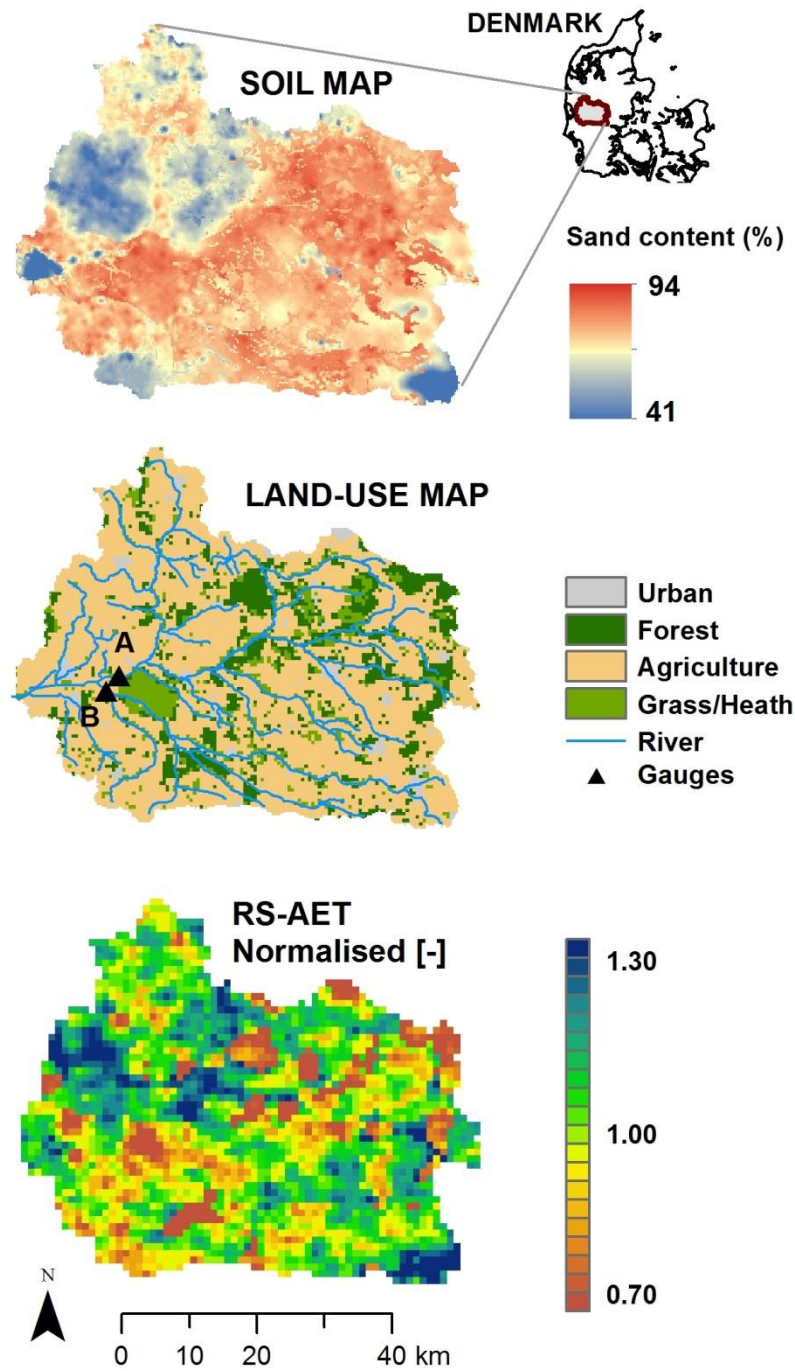 DENMARK
SOIL MAP
Sand content (%)
94
41
LAND-USE MAP
A
B
Urban
Forest
Agriculture
Grass/Heath
River
Gauges
RS-AET
Normalised [-]
1.30
1.00
0.70
N
0 10 20 40 km